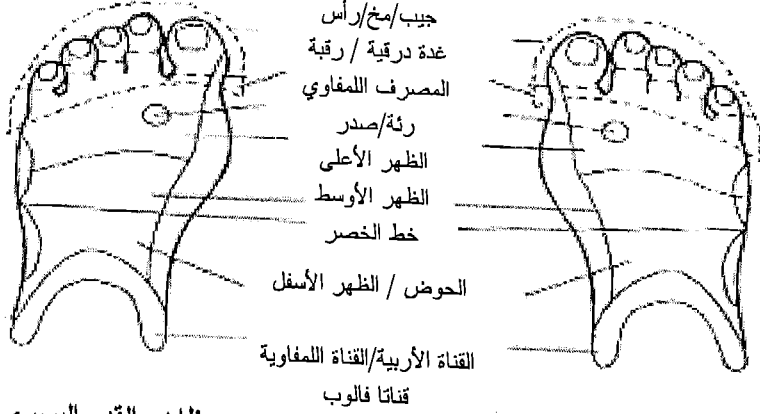 جيب/مخ/رأس
غدة درقية / رقبة
المصرف اللمفاوي
رئة/صدر
الظهر الأعلى
الظهر الأوسط
خط الخصر
الحوض / الظهر الأسفل
القناة الأربية/القناة اللمفاوية
قناتا فالوب